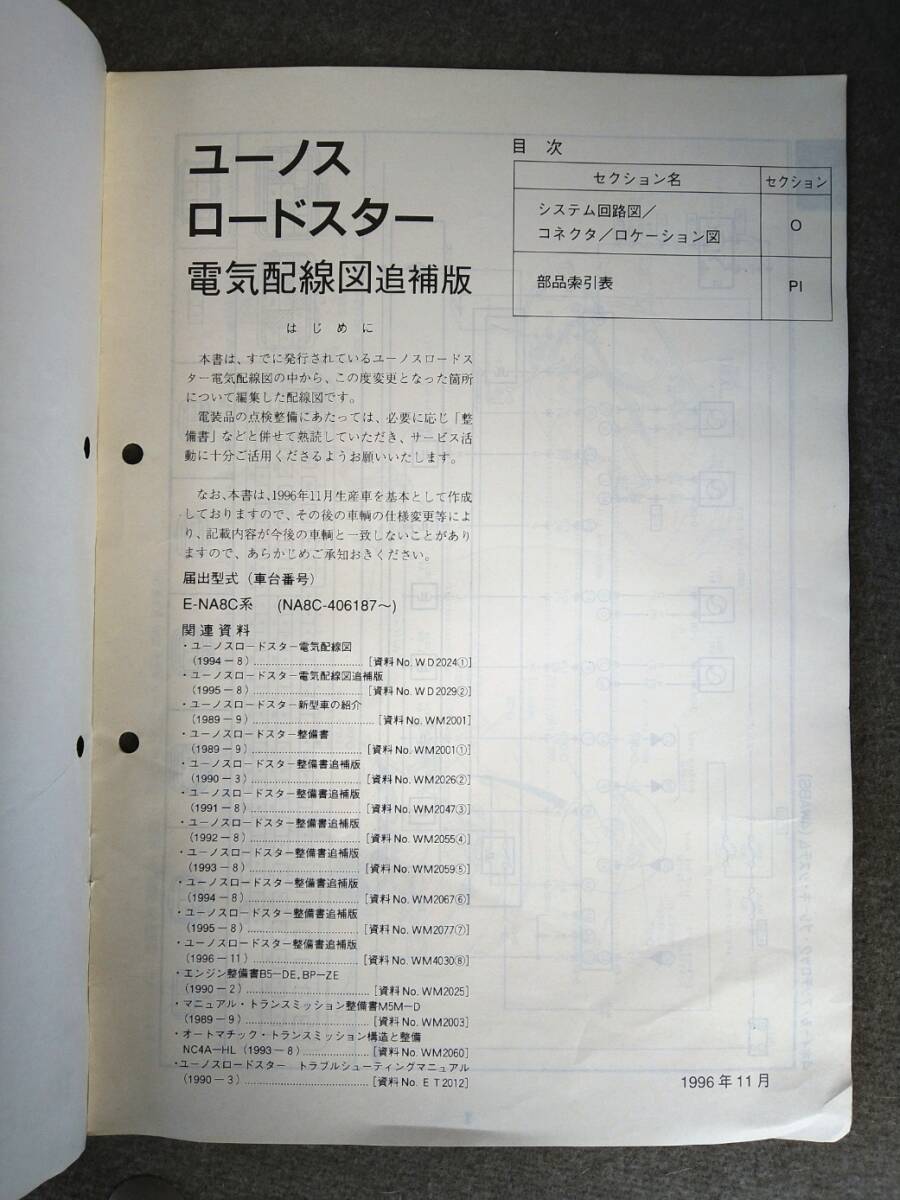 ユーノス
ロードスター
電気配線図追補版
はじめに
本書は、すでに発行されているユーノスロードス
ター電気配線図の中から、この度変更となった箇所
について編集した配線図です。
電装品の点検整備にあたっては、必要に応じ「整
備書」などと併せて熟読していただき、サービス活
動に十分ご活用くださるようお願いいたします。
なお、本書は、1996年11月生産車を基本として作成
しておりますので、その後の車輌の仕様変更等によ
り、記載内容が今後の車輌と一致しないことがあり
ますので、あらかじめご承知おきください。
届出型式（車台番号）
E-NA8C系 (NA8C-406187～)
関連資料
・ユーノスロードスター電気配線図
(1994－8) [資料No. WD2024①]
・ユーノスロードスター電気配線図追補版
(1995－8) [資料No. WD2029②]
・ユーノスロードスター新型車の紹介
(1989－9) [資料No. WM2001]
・ユーノスロードスター整備書
(1989－9) [資料No. WM2001①]
・ユーノスロードスター整備書追補版
(1990－3) [資料No. WM2026②]
・ユーノスロードスター整備書追補版
(1991－8) [資料No. WM2047③]
・ユーノスロードスター整備書追補版
(1992－8) [資料No. WM2055④]
・ユーノスロードスター整備書追補版
(1993－8) [資料No. WM2059⑤]
・ユーノスロードスター整備書追補版
(1994－8) [資料No. WM2067⑥]
・ユーノスロードスター整備書追補版
(1995－8) [資料No. WM2077⑦]
・ユーノスロードスター整備書追補版
(1996－11) [資料No. WM4030⑧]
・エンジン整備書B5－DE, BP－ZE
(1990－2) [資料No. WM2025]
・マニュアル・トランスミッション整備書M5M－D
(1989－9) [資料No. WM2003]
・オートマチック・トランスミッション構造と整備
NC4A－HL (1993－8) [資料No. WM2060]
・ユーノスロードスター トラブルシューティングマニュアル
(1990－3) [資料No. ET2012]
目次
セクション名 セクション
システム回路図／
コネクタ／ロケーション図 O
部品索引表 PI
1996年11月